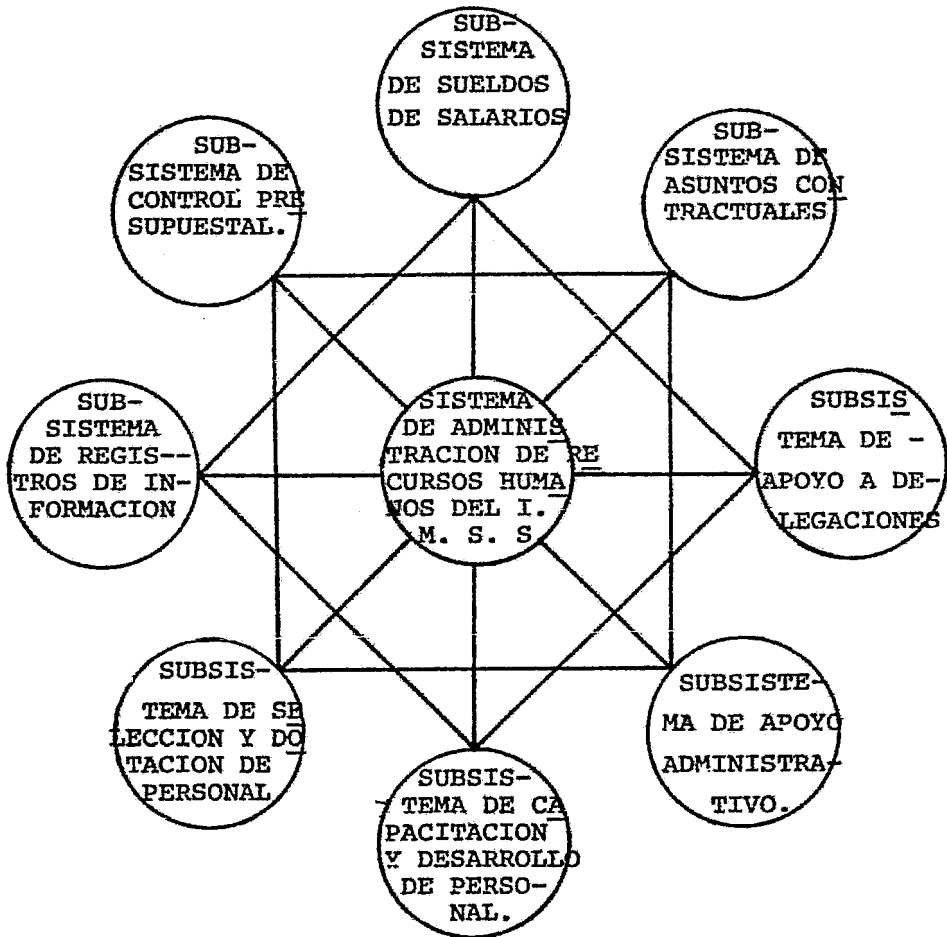 SUB-
SISTEMA
DE SUELDOS
DE SALARIOS
SUB-
SISTEMA DE
CONTROL PRE
SUPUESTAL.
SUB-
SISTEMA DE
ASUNTOS CON
TRACTUALES
SUB-
SISTEMA
DE REGIS--
TROS DE IN-
FORMACION
SISTEMA
DE ADMINIS
TRACION DE RE
CURSOS HUMA
NOS DEL I.
M. S. S.
SUBSIS
TEMA DE -
APOYO A DE-
LEGACIONES
SUBSIS-
TEMA DE SE
LECCION Y DO
TACION DE
PERSONAL
SUBSIS-
TEMA DE CA
PACITACION
Y DESARROLLO
DE PERSO-
NAL.
SUBSISTE-
MA DE APOYO
ADMINISTRA-
TIVO.